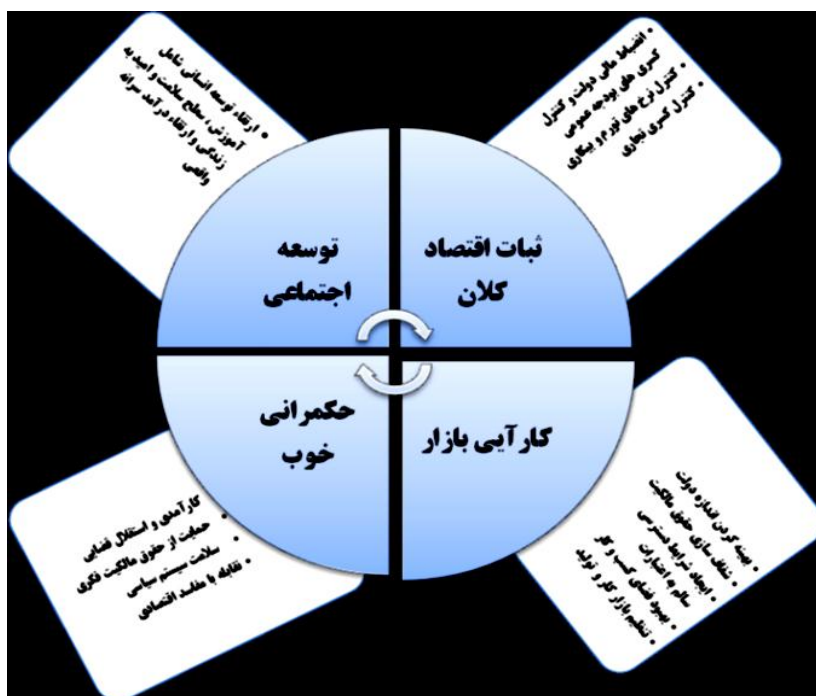 • انضباط مالی دولت و کنترل
کسری های بودجه عمومی
• کنترل نرخ های تورم و بیکاری
• کنترل کسری تجاری
• ارتقاء توسعه انسانی شامل
آموزش، سطح سلامت و امید به
زندگی و ارتقاء درآمد سرانه
واقعی
ثبات اقتصاد
کلان
توسعه
اجتماعی
کارآیی بازار
حکمرانی
خوب
• بهینه کردن اندازه دولت
• شفاف سازی حقوق مالکیت
• ایجاد شرایط دسترسی
سالم به اعتبارات
• بهبود فضای کسب و کار
• تنظیم بازار کار و تولید
• کارآمدی و استقلال قضایی
• حمایت از حقوق مالکیت فکری
• سلامت سیستم سیاسی
• تقابله با مفاسد اقتصادی